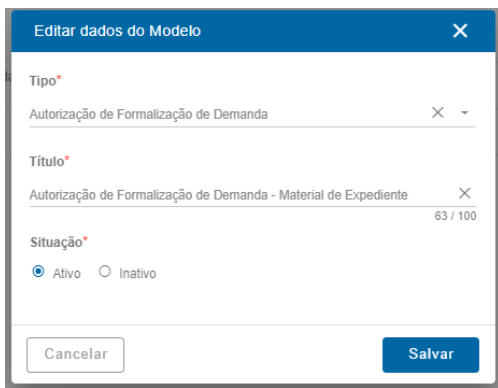 Editar dados do Modelo
Tipo*
Autorização de Formalização de Demanda
Título*
Autorização de Formalização de Demanda - Material de Expediente
63 / 100
Situação*
Ativo Inativo
Cancelar Salvar